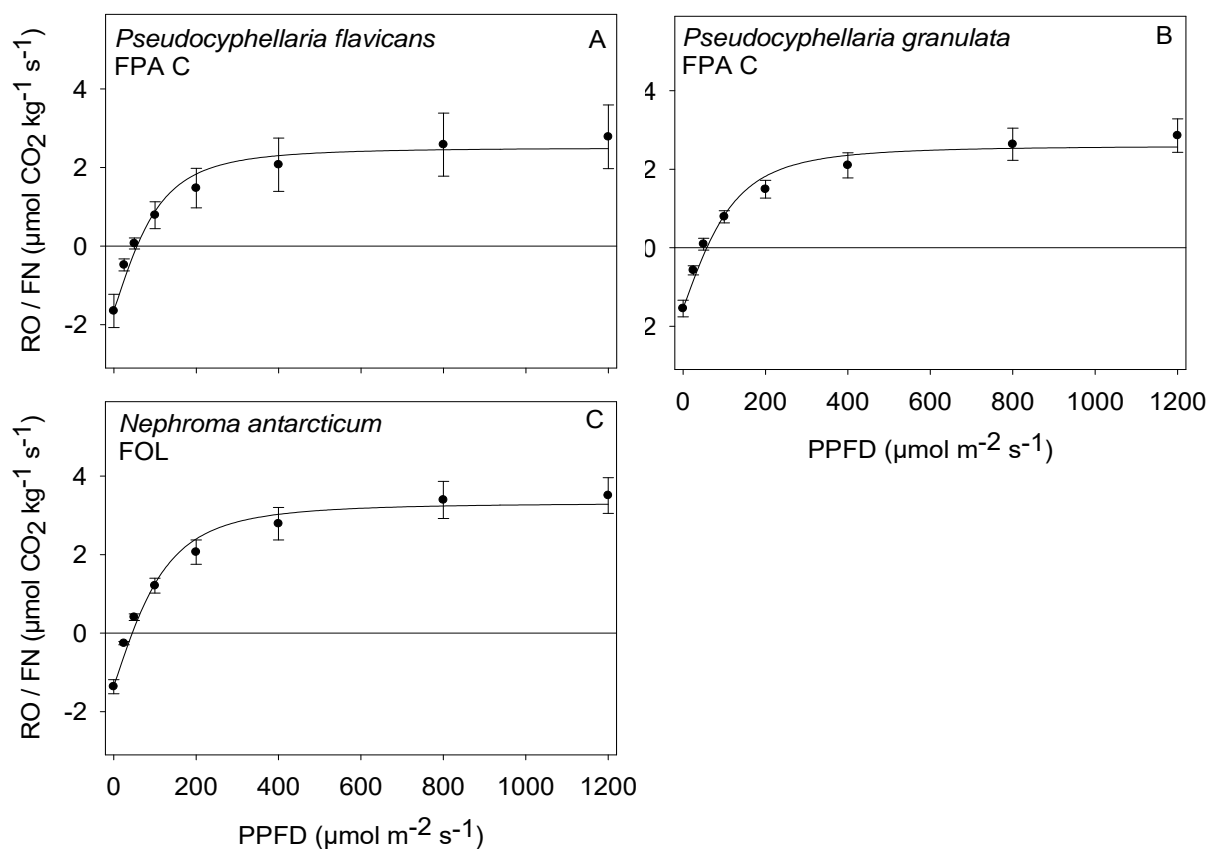 Pseudocyphellaria flavicans
A
FPA C
RO / FN (µmol CO2 kg-1 s-1)
4
2
0
-2
Pseudocyphellaria granulata
B
FPA C
4
2
0
2
0 200 400 600 800 1000 1200
PPFD (µmol m-2 s-1)
Nephroma antarcticum
C
FOL
RO / FN (µmol CO2 kg-1 s-1)
4
2
0
-2
0 200 400 600 800 1000 1200
PPFD (µmol m-2 s-1)